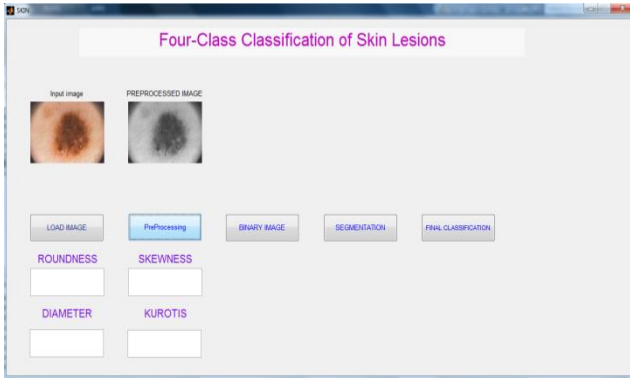 SKIN
Four-Class Classification of Skin Lesions
Input image PREPROCESSED IMAGE
LOAD IMAGE PreProcessing BINARY IMAGE SEGMENTATION FINAL CLASSIFICATION
ROUNDNESS SKEWNESS
DIAMETER KUROTIS